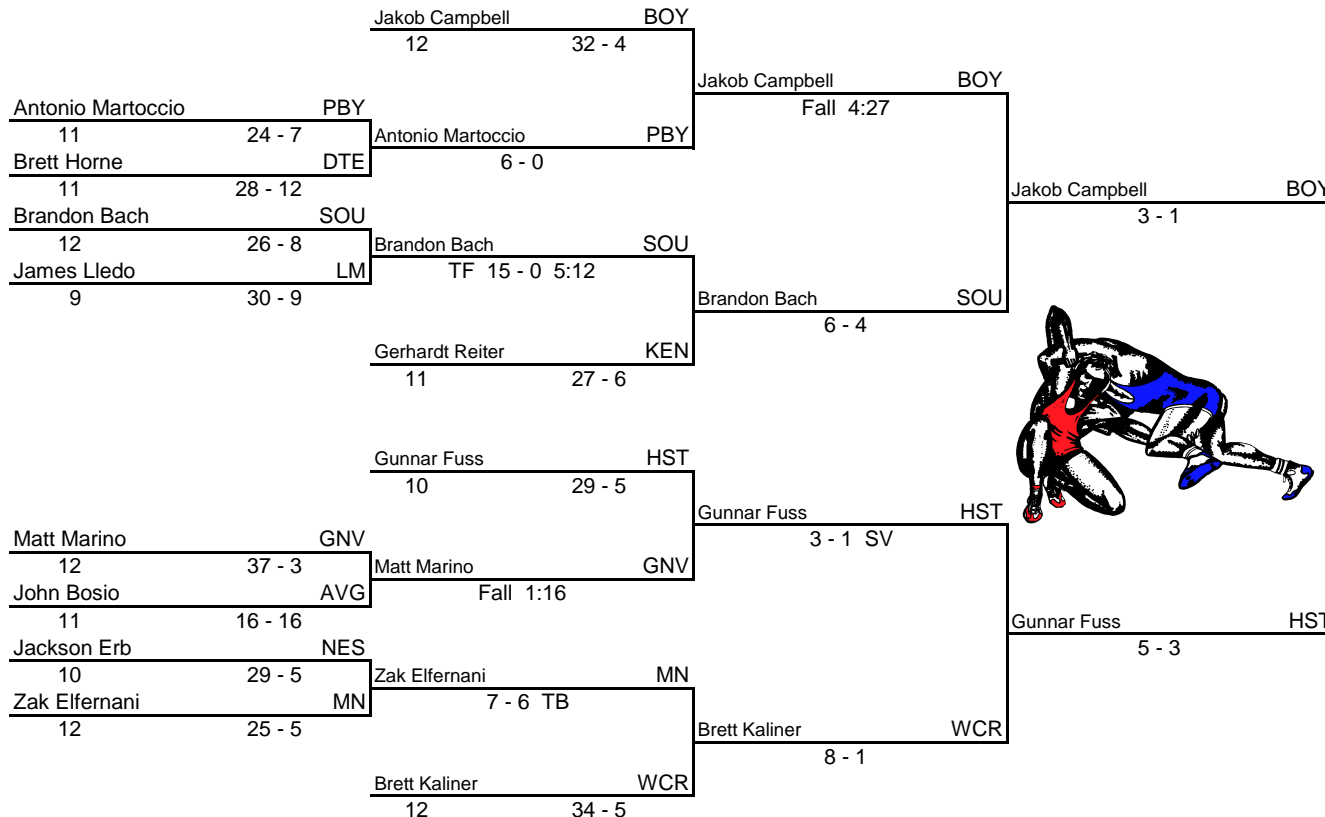 Jakob Campbell BOY
12 32 - 4
Jakob Campbell BOY
Fall 4:27
Antonio Martoccio PBY
11 24 - 7
Antonio Martoccio PBY
6 - 0
Brett Horne DTE
11 28 - 12
Jakob Campbell BOY
3 - 1
Brandon Bach SOU
12 26 - 8
Brandon Bach SOU
TF 15 - 0 5:12
James Lledo LM
9 30 - 9
Brandon Bach SOU
6 - 4
Gerhardt Reiter KEN
11 27 - 6
Gunnar Fuss HST
10 29 - 5
Gunnar Fuss HST
3 - 1 SV
Matt Marino GNV
12 37 - 3
Matt Marino GNV
Fall 1:16
John Bosio AVG
11 16 - 16
Gunnar Fuss HST
5 - 3
Jackson Erb NES
10 29 - 5
Zak Elfernani MN
7 - 6 TB
Zak Elfernani MN
12 25 - 5
Brett Kaliner WCR
8 - 1
Brett Kaliner WCR
12 34 - 5